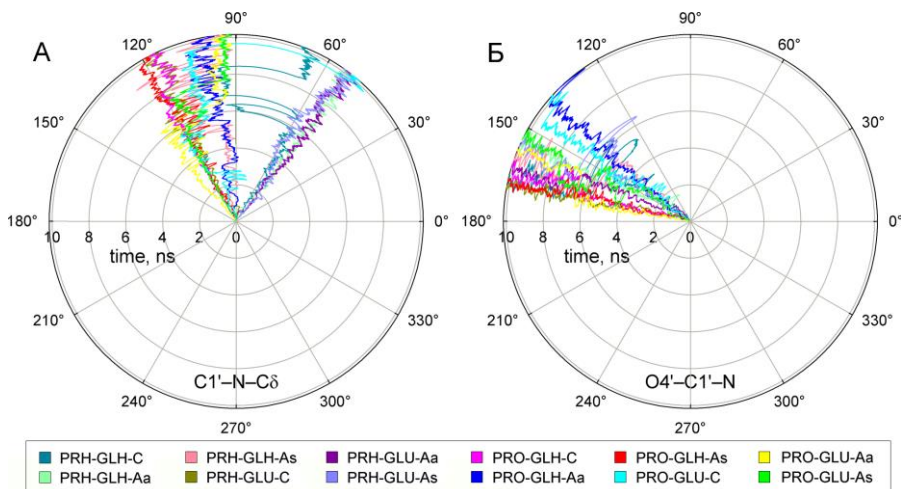 А
90°
120°
60°
150°
30°
180°
0°
10 8 6 4 2 0
time, ns
210°
330°
C1'–N–Cδ
240°
300°
270°
Б
90°
120°
60°
150°
30°
180°
0°
10 8 6 4 2 0
time, ns
210°
330°
O4'–C1'–N
240°
300°
270°
PRH-GLH-C PRH-GLH-As PRH-GLU-Aa PRO-GLH-C PRO-GLH-As PRO-GLU-Aa
PRH-GLH-Aa PRH-GLU-C PRH-GLU-As PRO-GLH-Aa PRO-GLU-C PRO-GLU-As